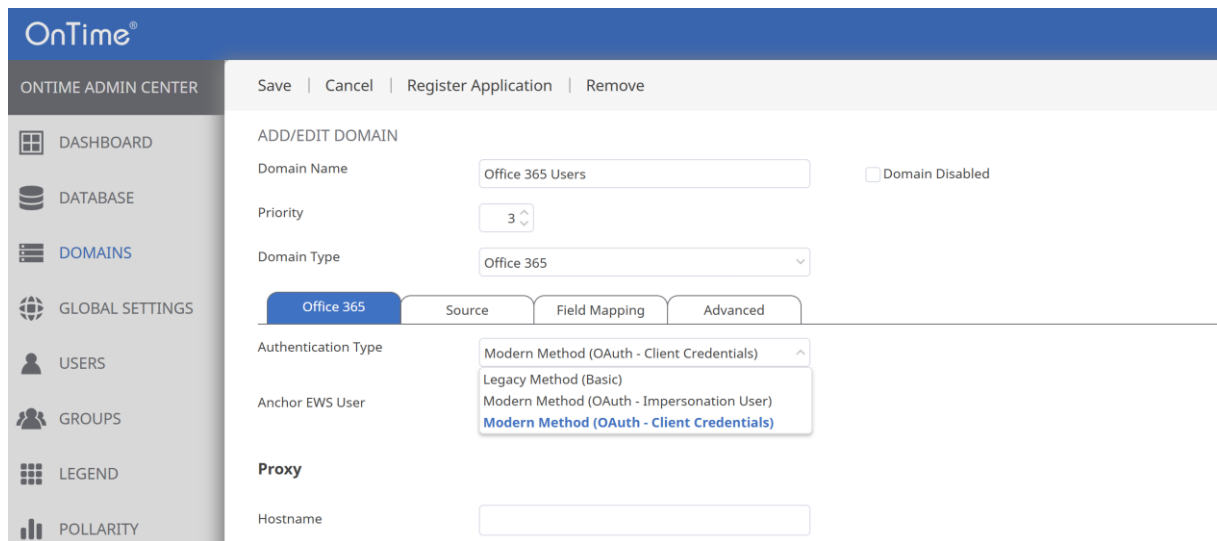 OnTime®
ONTIME ADMIN CENTER
Save | Cancel | Register Application | Remove
DASHBOARD
DATABASE
DOMAINS
GLOBAL SETTINGS
USERS
GROUPS
LEGEND
POLLARITY
ADD/EDIT DOMAIN
Domain Name Office 365 Users Domain Disabled
Priority 3
Domain Type Office 365
Office 365 Source Field Mapping Advanced
Authentication Type Modern Method (OAuth - Client Credentials)
Legacy Method (Basic)
Modern Method (OAuth - Impersonation User)
Modern Method (OAuth - Client Credentials)
Anchor EWS User
Proxy
Hostname